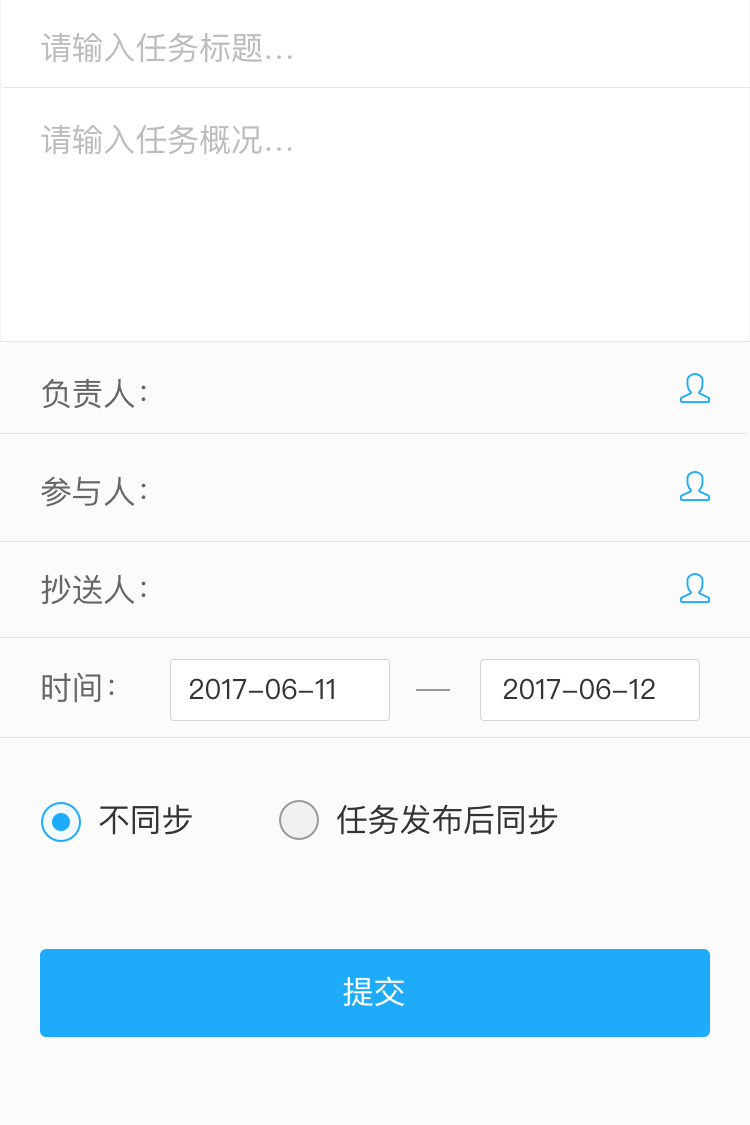 请输入任务标题...
请输入任务概况...
负责人：
参与人：
抄送人：
时间： 2017-06-11 — 2017-06-12
不同步 任务发布后同步
提交